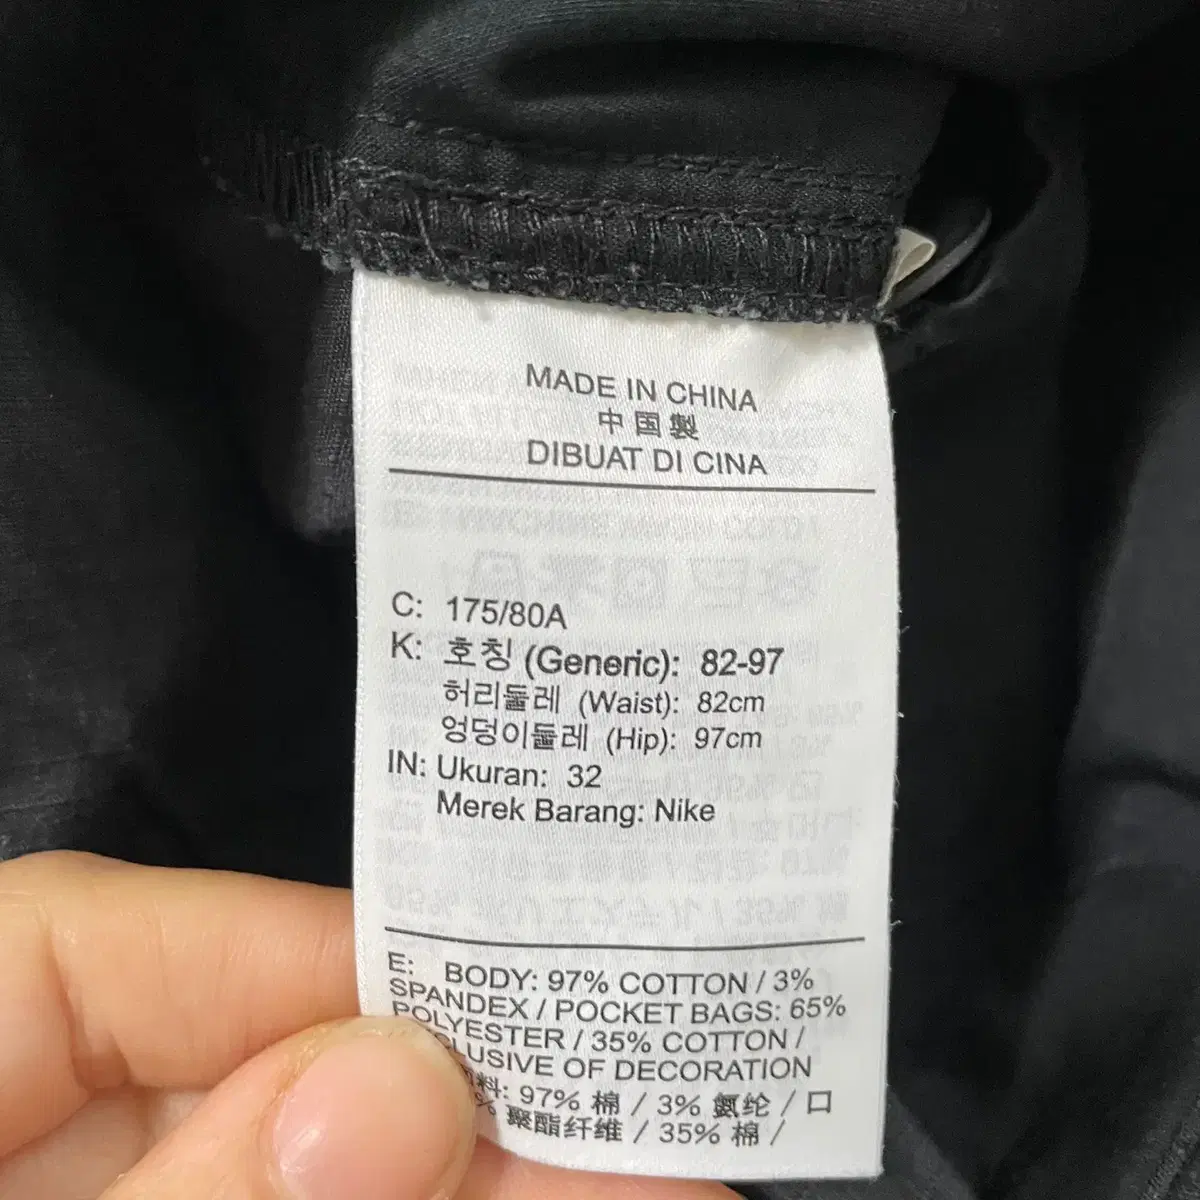 MADE IN CHINA
中国製
DIBUAT DI CINA
C: 175/80A
K: 호칭 (Generic): 82-97
허리둘레 (Waist): 82cm
엉덩이둘레 (Hip): 97cm
IN: Ukuran: 32
Merek Barang: Nike
E: BODY: 97% COTTON / 3%
SPANDEX / POCKET BAGS: 65%
POLYESTER / 35% COTTON /
EXCLUSIVE OF DECORATION
料: 97% 棉 / 3% 氨纶 / 口
% 聚酯纤维 / 35% 棉 /